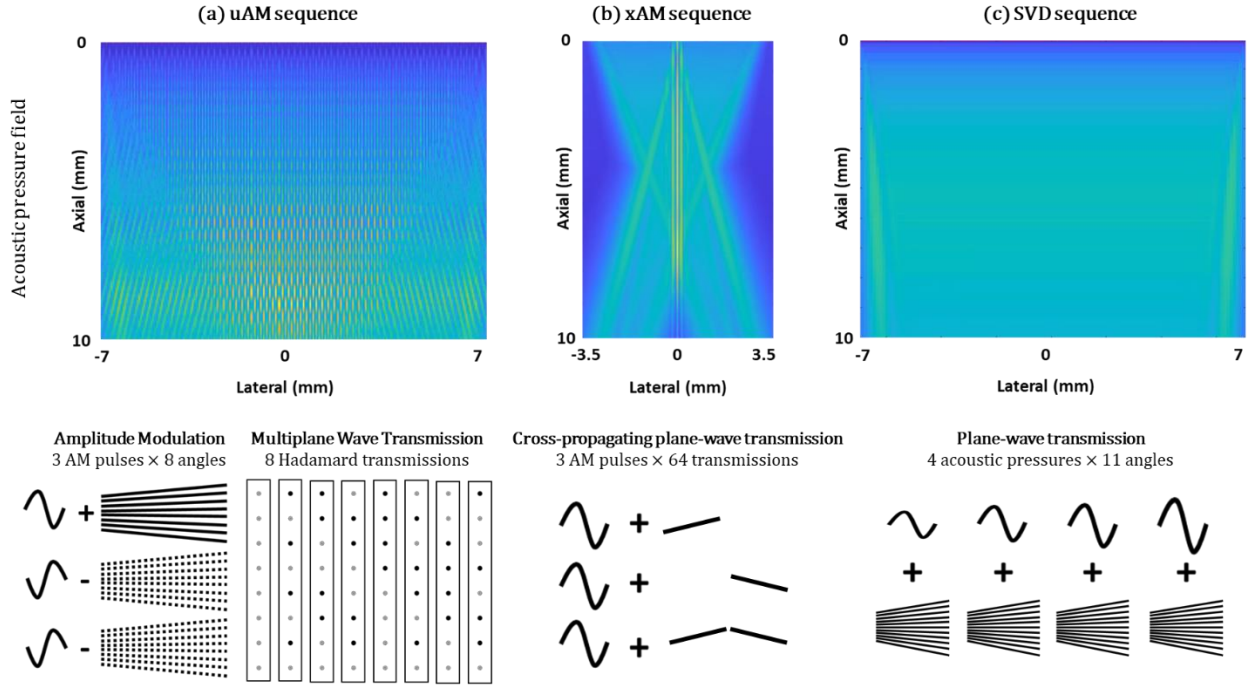 (a) uAM sequence
(b) xAM sequence
(c) SVD sequence
Acoustic pressure field
Axial (mm)
0
10
-7
0
7
Lateral (mm)
Axial (mm)
0
10
-3.5
0
3.5
Lateral (mm)
Axial (mm)
0
10
-7
0
7
Lateral (mm)
Amplitude Modulation
3 AM pulses × 8 angles
+
-
-
Multiplane Wave Transmission
8 Hadamard transmissions
Cross-propagating plane-wave transmission
3 AM pulses × 64 transmissions
+
+
+
Plane-wave transmission
4 acoustic pressures × 11 angles
+ + + +